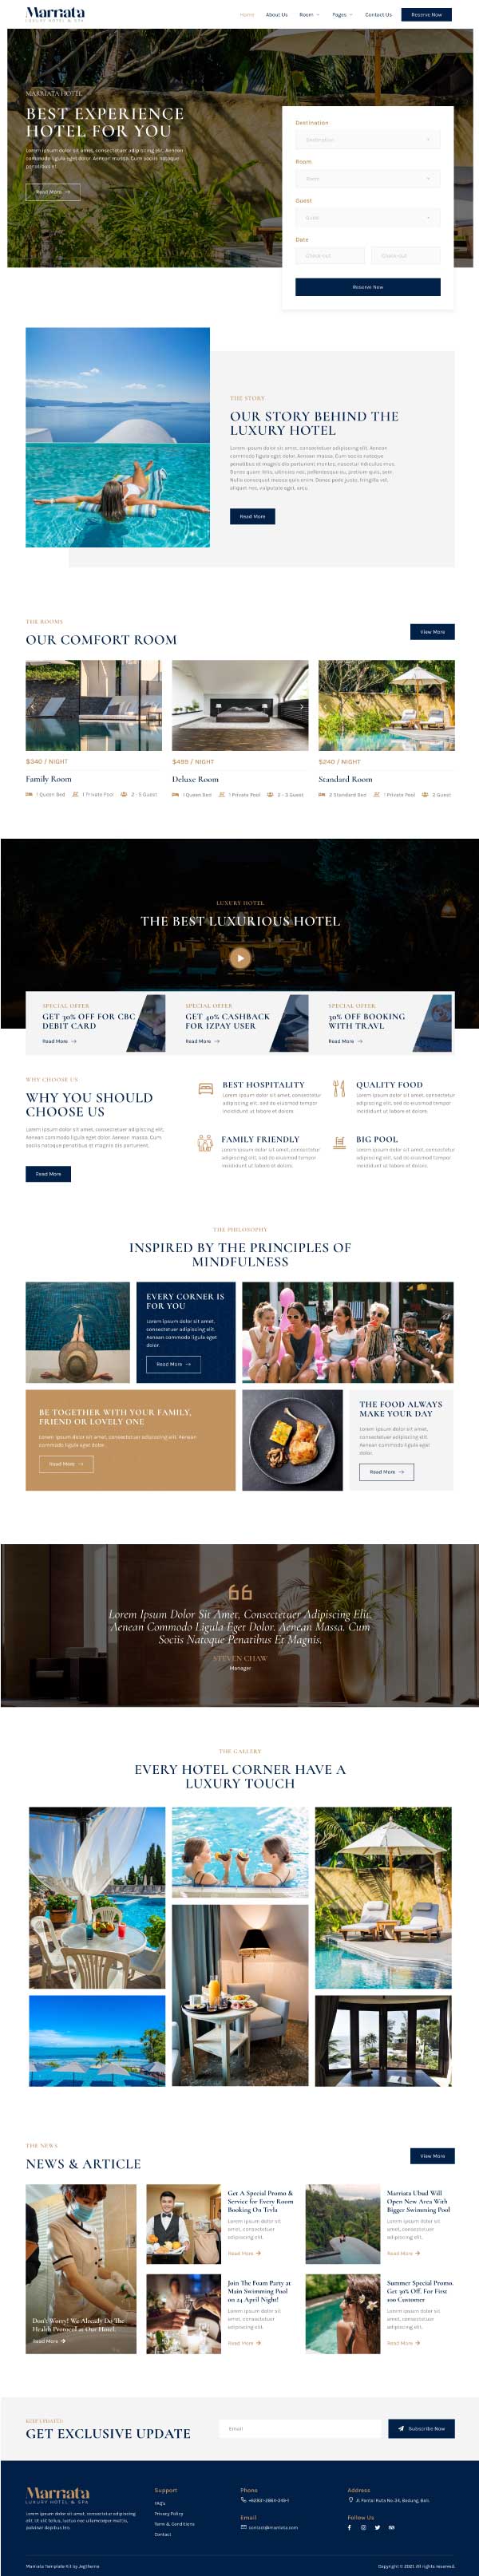 Marrata
LUXURY HOTEL & SPA
Home
About Us
Room
Pages
Contact Us
Reserve Now
MARRATA HOTEL
BEST EXPERIENCE
HOTEL FOR YOU
Lorem ipsum dolor sit amet, consectetuer adipiscing elit. Aenean
commodo ligula eget dolor. Aenean massa. Cum sociis natoque
penatibus et
Read More
Destination
Room
Guest
Date
Check out
Reserve Now
THE STORY
OUR STORY BEHIND THE
LUXURY HOTEL
Lorem ipsum dolor sit amet, consectetuer adipiscing elit. Aenean
commodo ligula eget dolor. Aenean massa. Cum sociis natoque
penatibus et magnis dis parturient montes, nascetur ridiculus mus.
Donec quam felis, ultricies nec, pellentesque eu, pretium quis, sem.
Nulla consequat massa quis enim. Donec pede justo, fringilla vel,
aliquet nec, vulputate eget, arcu.
Read More
THE ROOMS
OUR COMFORT ROOM
View More
$340 / NIGHT
Family Room
1 Queen Bed
1 Private Pool
2 - 5 Guest
$499 / NIGHT
Deluxe Room
1 Queen Bed
1 Private Pool
2 - 3 Guest
$240 / NIGHT
Standard Room
2 Standard Bed
1 Private Pool
2 Guest
LUXURY HOTEL
THE BEST LUXURIOUS HOTEL
SPECIAL OFFER
GET 30% OFF FOR CBC
DEBIT CARD
Read More
SPECIAL OFFER
GET 40% CASHBACK
FOR IZPAY USER
Read More
SPECIAL OFFER
30% OFF BOOKING
WITH TRAVL
Read More
WHY CHOOSE US
WHY YOU SHOULD
CHOOSE US
Lorem ipsum dolor sit amet, consectetuer adipiscing elit.
Aenean commodo ligula eget dolor. Aenean massa. Cum
sociis natoque penatibus et magnis dis parturient.
Read More
BEST HOSPITALITY
Lorem ipsum dolor sit amet, consectetur
adipiscing elit, sed do eiusmod tempor
incididunt ut labore et dolore.
QUALITY FOOD
Lorem ipsum dolor sit amet, consectetur
adipiscing elit, sed do eiusmod tempor
incididunt ut labore et dolore.
FAMILY FRIENDLY
Lorem ipsum dolor sit amet, consectetur
adipiscing elit, sed do eiusmod tempor
incididunt ut labore et dolore.
BIG POOL
Lorem ipsum dolor sit amet, consectetur
adipiscing elit, sed do eiusmod tempor
incididunt ut labore et dolore.
THE PHILOSOPHY
INSPIRED BY THE PRINCIPLES OF
MINDFULNESS
EVERY CORNER IS
FOR YOU
Lorem ipsum dolor sit amet,
consectetuer adipiscing elit.
Aenean commodo ligula eget
dolor.
Read More
BE TOGETHER WITH YOUR FAMILY,
FRIEND OR LOVELY ONE
Lorem ipsum dolor sit amet, consectetuer adipiscing elit. Aenean
commodo ligula eget dolor.
Read More
THE FOOD ALWAYS
MAKE YOUR DAY
Lorem ipsum dolor sit amet,
consectetuer adipiscing elit.
Aenean commodo ligula eget
dolor.
Read More
Lorem Ipsum Dolor Sit Amet, Consectetuer Adipiscing Elit.
Aenean Commodo Ligula Eget Dolor. Aenean Massa. Cum
Sociis Natoque Penatibus Et Magnis.
STEVEN CHAW
Manager
THE GALLERY
EVERY HOTEL CORNER HAVE A
LUXURY TOUCH
THE NEWS
NEWS & ARTICLE
View More
Don't Worry! We Already Do The
Health Protocol at Our Hotel.
Read More
Get A Special Promo &
Service for Every Room
Booking On Trvla
Lorem ipsum dolor sit
amet, consectetuer
adipiscing elit.
Read More
Join The Foam Party at
Main Swimming Pool
on 24 April Night!
Lorem ipsum dolor sit
amet, consectetuer
adipiscing elit.
Read More
Marriata Ubud Will
Open New Area With
Bigger Swimming Pool
Lorem ipsum dolor sit
amet, consectetuer
adipiscing elit.
Read More
Summer Special Promo.
Get 90% Off. For First
100 Customer
Lorem ipsum dolor sit
amet, consectetuer
adipiscing elit.
Read More
KEEP UPDATED
GET EXCLUSIVE UPDATE
Email
Subscribe Now
Marrata
LUXURY HOTEL & SPA
Lorem ipsum dolor sit amet, consectetur adipiscing
elit. Ut elit tellus, luctus nec ullamcorper mattis,
pulvinar dapibus leo.
Support
FAQ's
Privacy Policy
Term & Conditions
Contact
Phone
Email
contact@marrata.com
Address
Jl. Pantai Kuta No. 24, Badung, Bali.
Follow Us
Marrata Template Kit by Jegtheme
Copyright © 2021. All rights reserved.